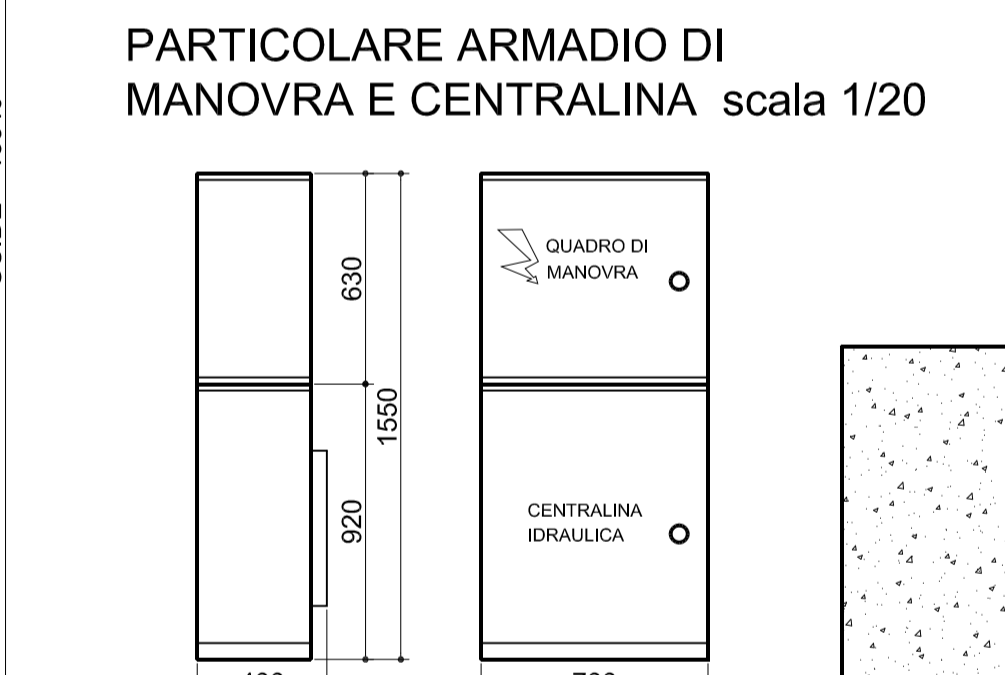 PARTICOLARE ARMADIO DI
MANOVRA E CENTRALINA scala 1/20
QUADRO DI
MANOVRA
630
1550
920
CENTRALINA
IDRAULICA